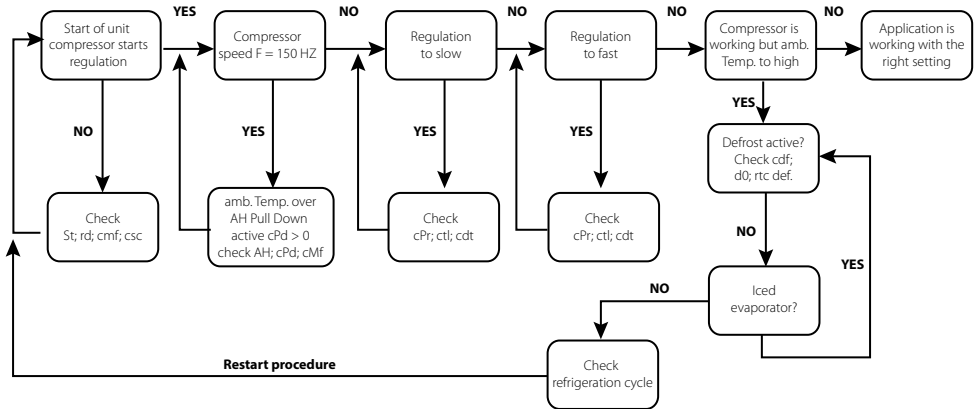 YES
NO
NO
NO
NO
Start of unit
compressor starts
regulation
Compressor
speed F = 150 HZ
Regulation
to slow
Regulation
to fast
Compressor is
working but amb.
Temp. to high
Application is
working with the
right setting
NO
YES
YES
YES
YES
Defrost active?
Check cdf;
d0; rtc def.
Check
St; rd; cmf; csc
amb. Temp. over
AH Pull Down
active cPd > 0
check AH; cPd; cMf
Check
cPr; ctl; cdt
Check
cPr; ctl; cdt
NO
YES
NO
Iced
evaporator?
Restart procedure
Check
refrigeration cycle